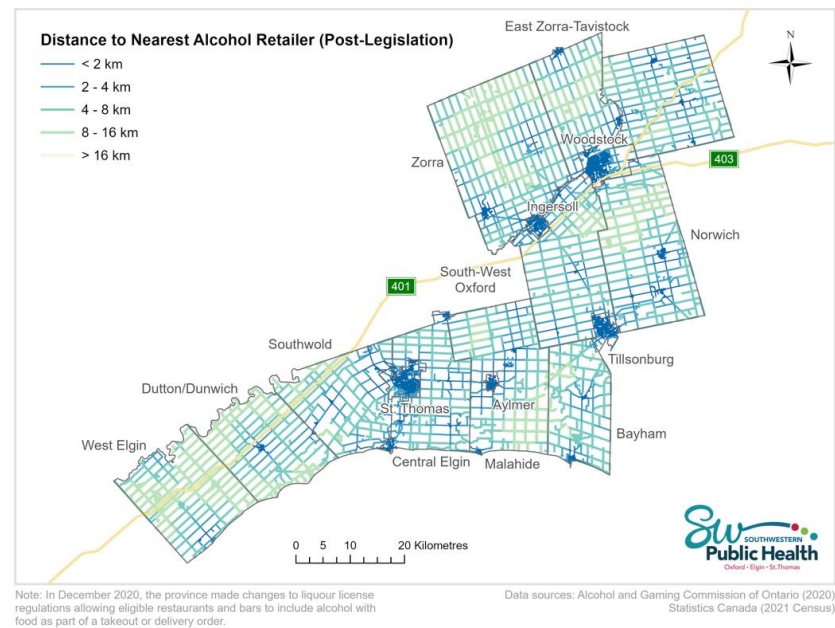 Distance to Nearest Alcohol Retailer (Post-Legislation)
< 2 km
2 - 4 km
4 - 8 km
8 - 16 km
> 16 km
East Zorra-Tavistock
N
Woodstock
403
Zorra
Ingersoll
Norwich
South-West
Oxford
401
Southwold
Tillsonburg
Dutton/Dunwich
St. Thomas
Aylmer
West Elgin
Bayham
Central Elgin
Malahide
0 5 10 20 Kilometres
SW SOUTHWESTERN
Public Health
Oxford • Elgin • St.Thomas
Note: In December 2020, the province made changes to liquour license
regulations allowing eligible restaurants and bars to include alcohol with
food as part of a takeout or delivery order.
Data sources: Alcohol and Gaming Commission of Ontario (2020)
Statistics Canada (2021 Census)